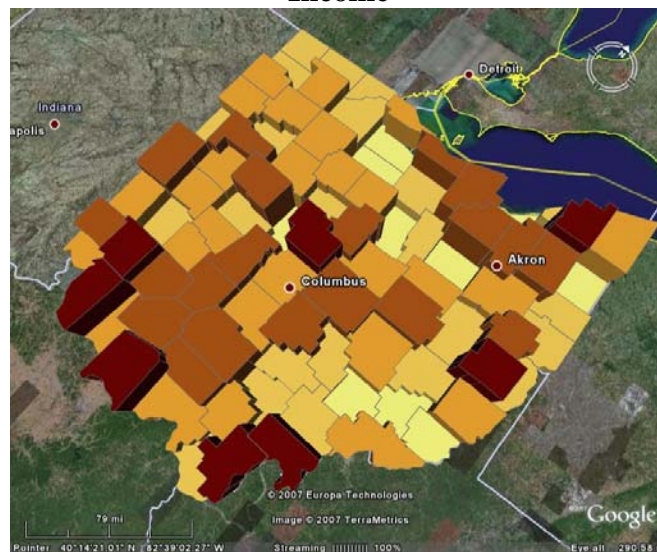 Income
Detroit
N
Indiana
apolis
Akron
Columbus
© 2007 Europa Technologies
Image © 2007 TerraMetrics
79 mi
Google
Pointer 40°14'21.01" N 82°39'02.27" W Streaming |||||||||| 100% Eye alt 290.58